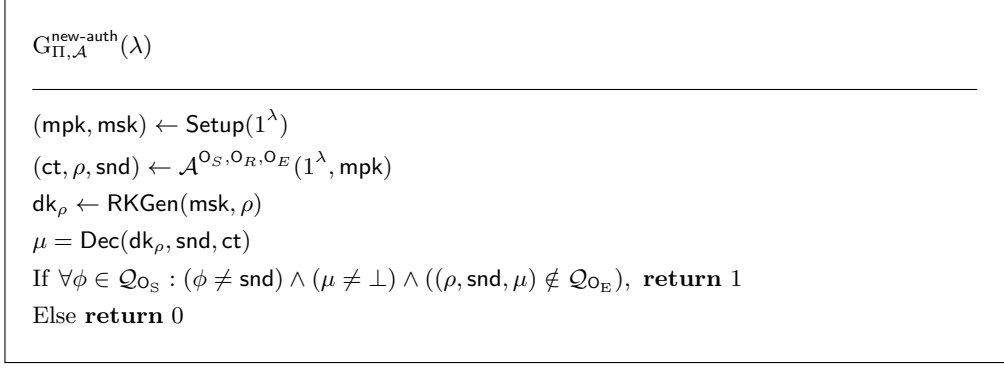 G^{new-auth}_{Π,𝒜}(λ)
(mpk, msk) ← Setup(1^λ)
(ct, ρ, snd) ← 𝒜^{O_S,O_R,O_E}(1^λ, mpk)
dk_ρ ← RKGen(msk, ρ)
μ = Dec(dk_ρ, snd, ct)
If ∀ϕ ∈ 𝒬_{O_S} : (ϕ ≠ snd) ∧ (μ ≠ ⊥) ∧ ((ρ, snd, μ) ∉ 𝒬_{O_E}), return 1
Else return 0